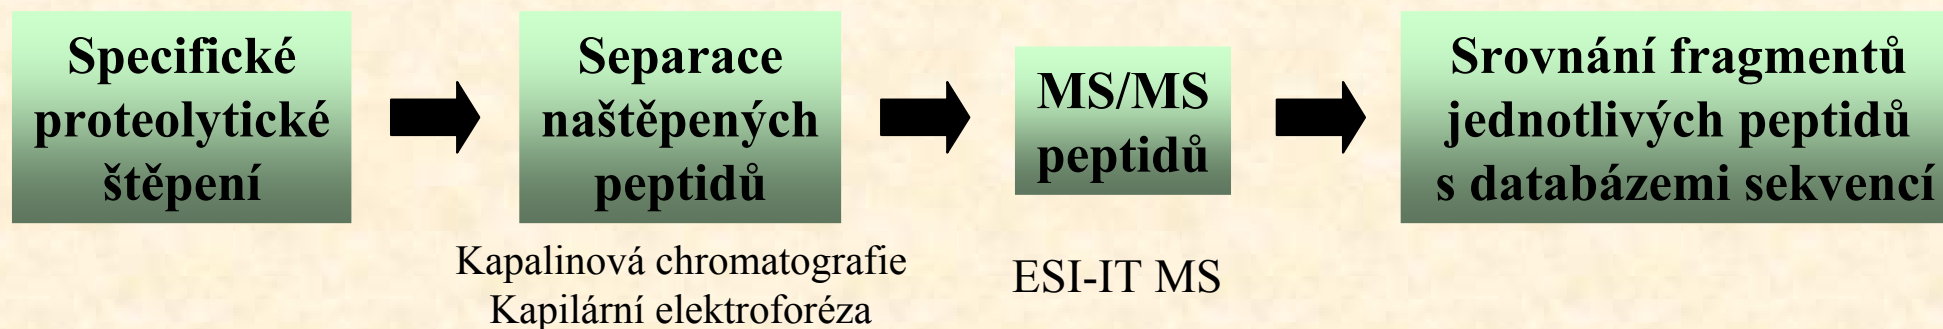 Specifické
proteolytické
štěpení
Separace
naštěpených
peptidů
MS/MS
peptidů
Srovnání fragmentů
jednotlivých peptidů
s databázemi sekvencí
Kapalinová chromatografie
Kapilární elektroforéza
ESI-IT MS